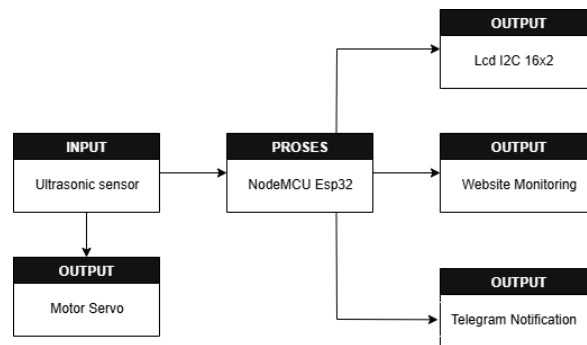 OUTPUT
Lcd I2C 16x2
INPUT
Ultrasonic sensor
PROSES
NodeMCU Esp32
OUTPUT
Website Monitoring
OUTPUT
Motor Servo
OUTPUT
Telegram Notification